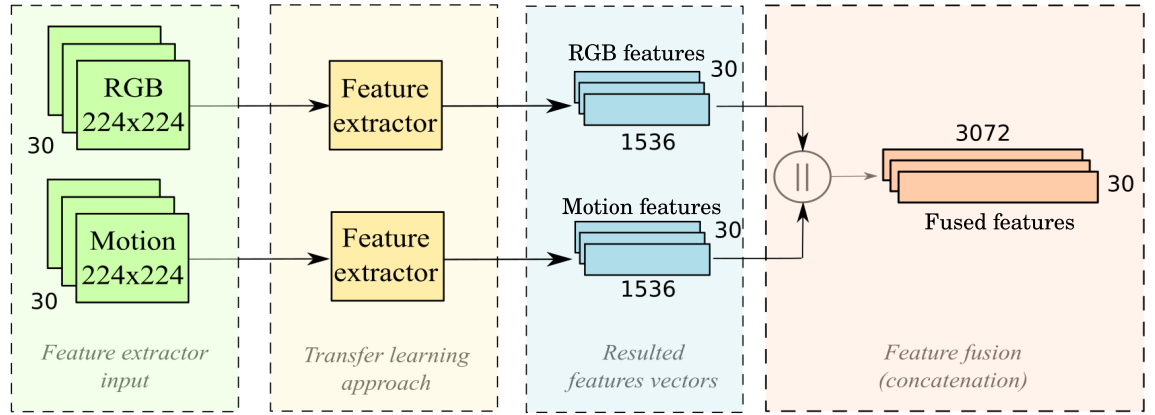 RGB
224x224
30
Motion
224x224
30
Feature extractor
input
Feature
extractor
Feature
extractor
Transfer learning
approach
RGB features
30
1536
Motion features
30
1536
Resulted
features vectors
||
3072
30
Fused features
Feature fusion
(concatenation)